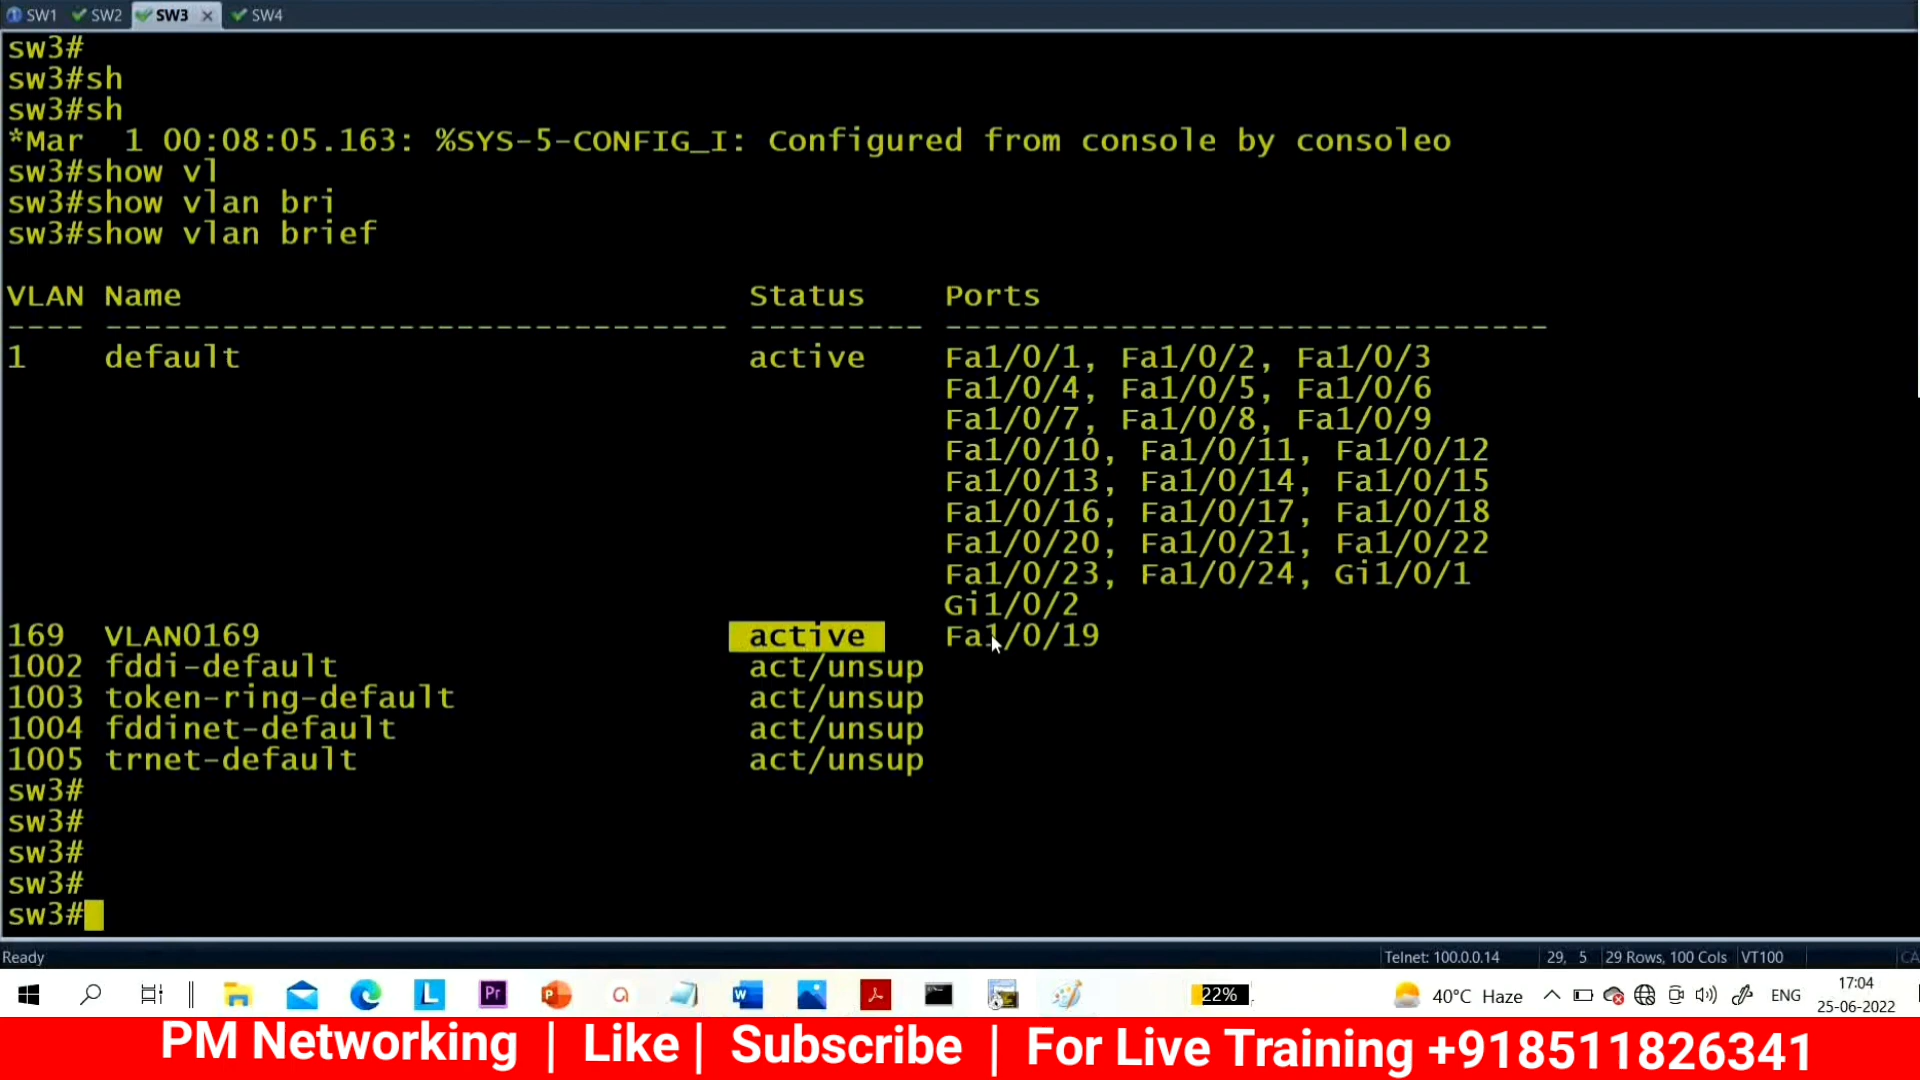 SW1 SW2 SW3 × SW4
sw3#
sw3#sh
sw3#sh
*Mar  1 00:08:05.163: %SYS-5-CONFIG_I: Configured from console by consoleo
sw3#show vl
sw3#show vlan bri
sw3#show vlan brief
VLAN Name Status Ports
---- -------------------------------- --------- -------------------------------
1 default active Fa1/0/1, Fa1/0/2, Fa1/0/3
Fa1/0/4, Fa1/0/5, Fa1/0/6
Fa1/0/7, Fa1/0/8, Fa1/0/9
Fa1/0/10, Fa1/0/11, Fa1/0/12
Fa1/0/13, Fa1/0/14, Fa1/0/15
Fa1/0/16, Fa1/0/17, Fa1/0/18
Fa1/0/20, Fa1/0/21, Fa1/0/22
Fa1/0/23, Fa1/0/24, Gi1/0/1
Gi1/0/2
169 VLAN0169 active Fa1/0/19
1002 fddi-default act/unsup
1003 token-ring-default act/unsup
1004 fddinet-default act/unsup
1005 trnet-default act/unsup
sw3#
sw3#
sw3#
sw3#
sw3#
Ready Telnet: 100.0.0.14 29, 5 29 Rows, 100 Cols VT100 CA
L Pr P a W 22% 40°C Haze ENG 17:04
25-06-2022
PM Networking | Like | Subscribe | For Live Training +918511826341